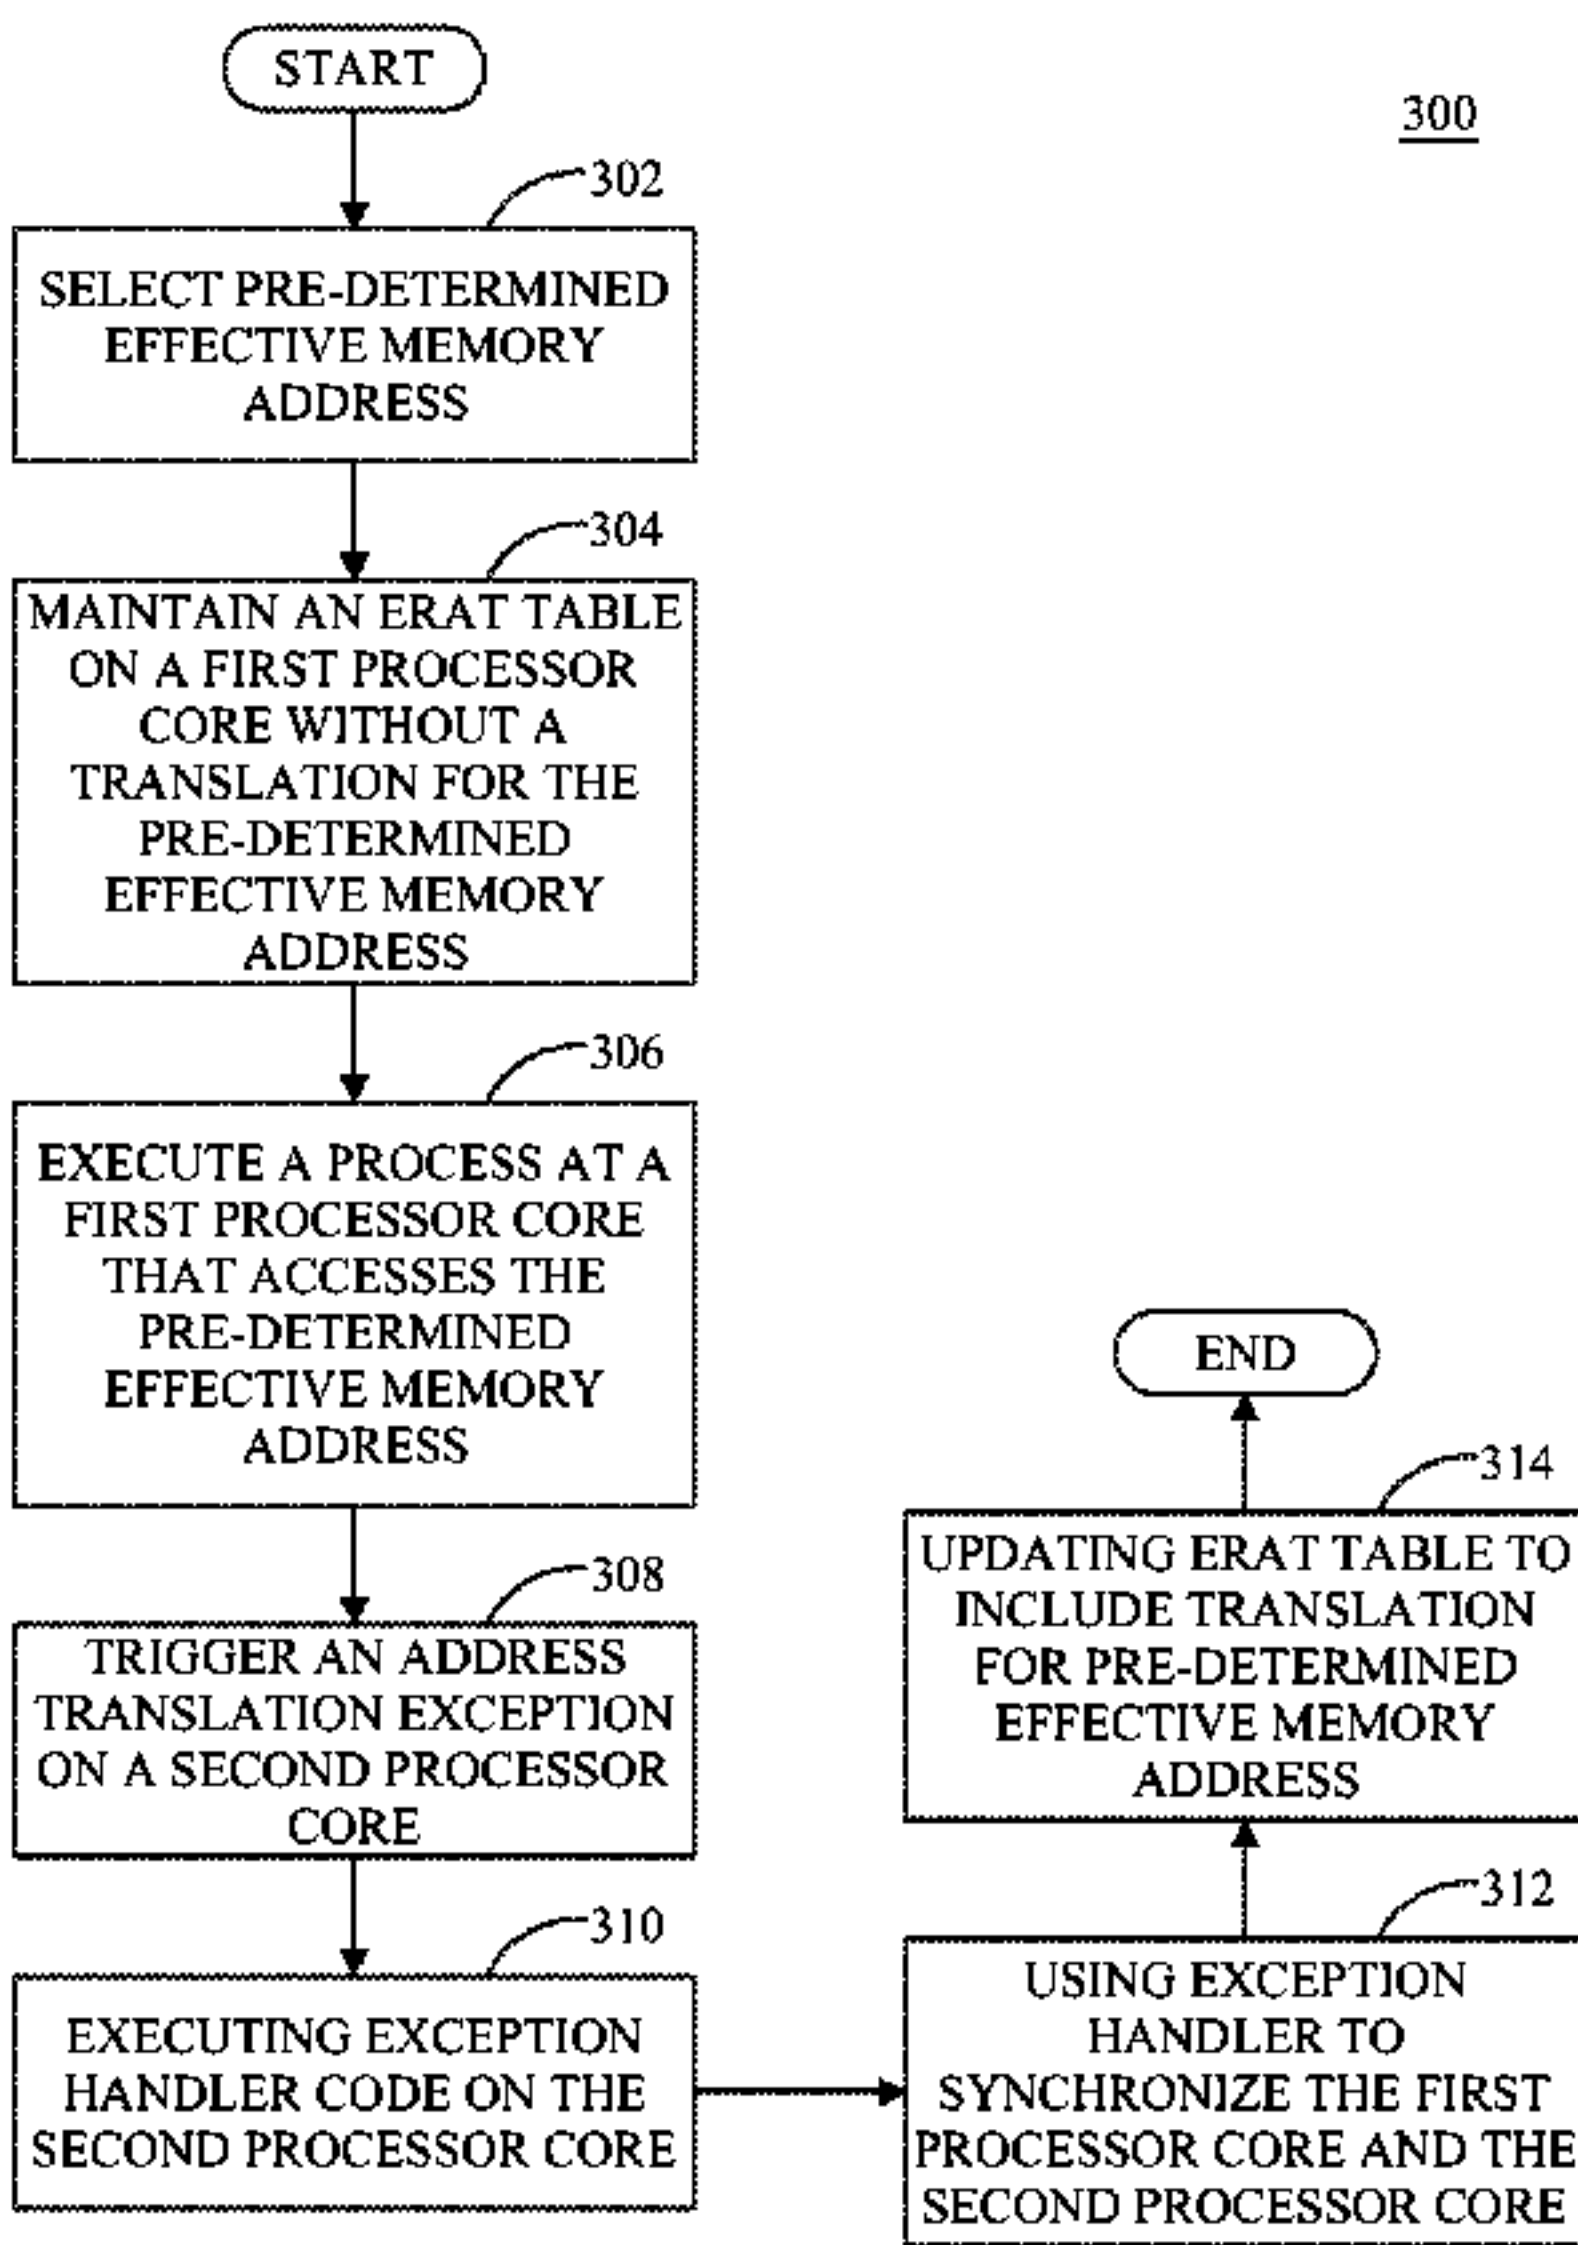 START
300
302
SELECT PRE-DETERMINED
EFFECTIVE MEMORY
ADDRESS
304
MAINTAIN AN ERAT TABLE
ON A FIRST PROCESSOR
CORE WITHOUT A
TRANSLATION FOR THE
PRE-DETERMINED
EFFECTIVE MEMORY
ADDRESS
306
EXECUTE A PROCESS AT A
FIRST PROCESSOR CORE
THAT ACCESSES THE
PRE-DETERMINED
EFFECTIVE MEMORY
ADDRESS
308
TRIGGER AN ADDRESS
TRANSLATION EXCEPTION
ON A SECOND PROCESSOR
CORE
310
EXECUTING EXCEPTION
HANDLER CODE ON THE
SECOND PROCESSOR CORE
312
USING EXCEPTION
HANDLER TO
SYNCHRONIZE THE FIRST
PROCESSOR CORE AND THE
SECOND PROCESSOR CORE
314
UPDATING ERAT TABLE TO
INCLUDE TRANSLATION
FOR PRE-DETERMINED
EFFECTIVE MEMORY
ADDRESS
END